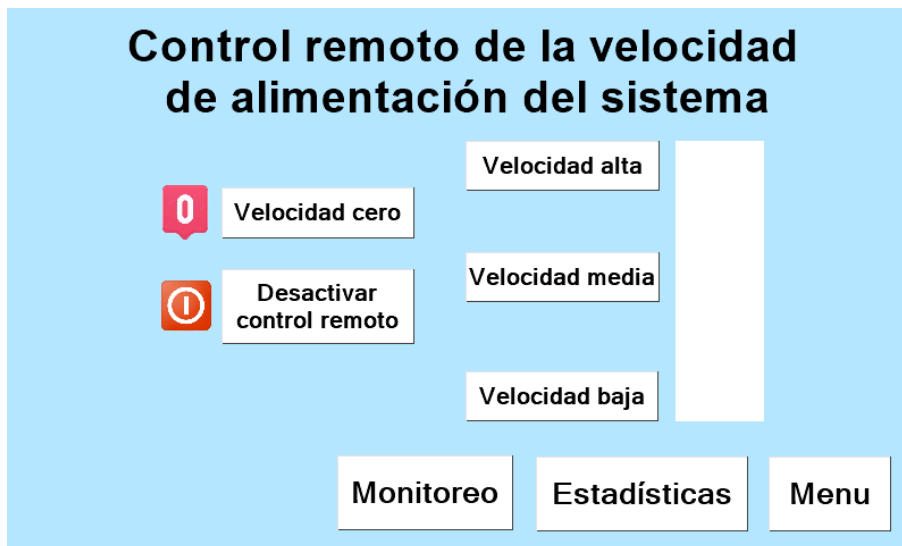 Control remoto de la velocidad
de alimentación del sistema
0
Velocidad cero
Desactivar
control remoto
Velocidad alta
Velocidad media
Velocidad baja
Monitoreo
Estadísticas
Menu